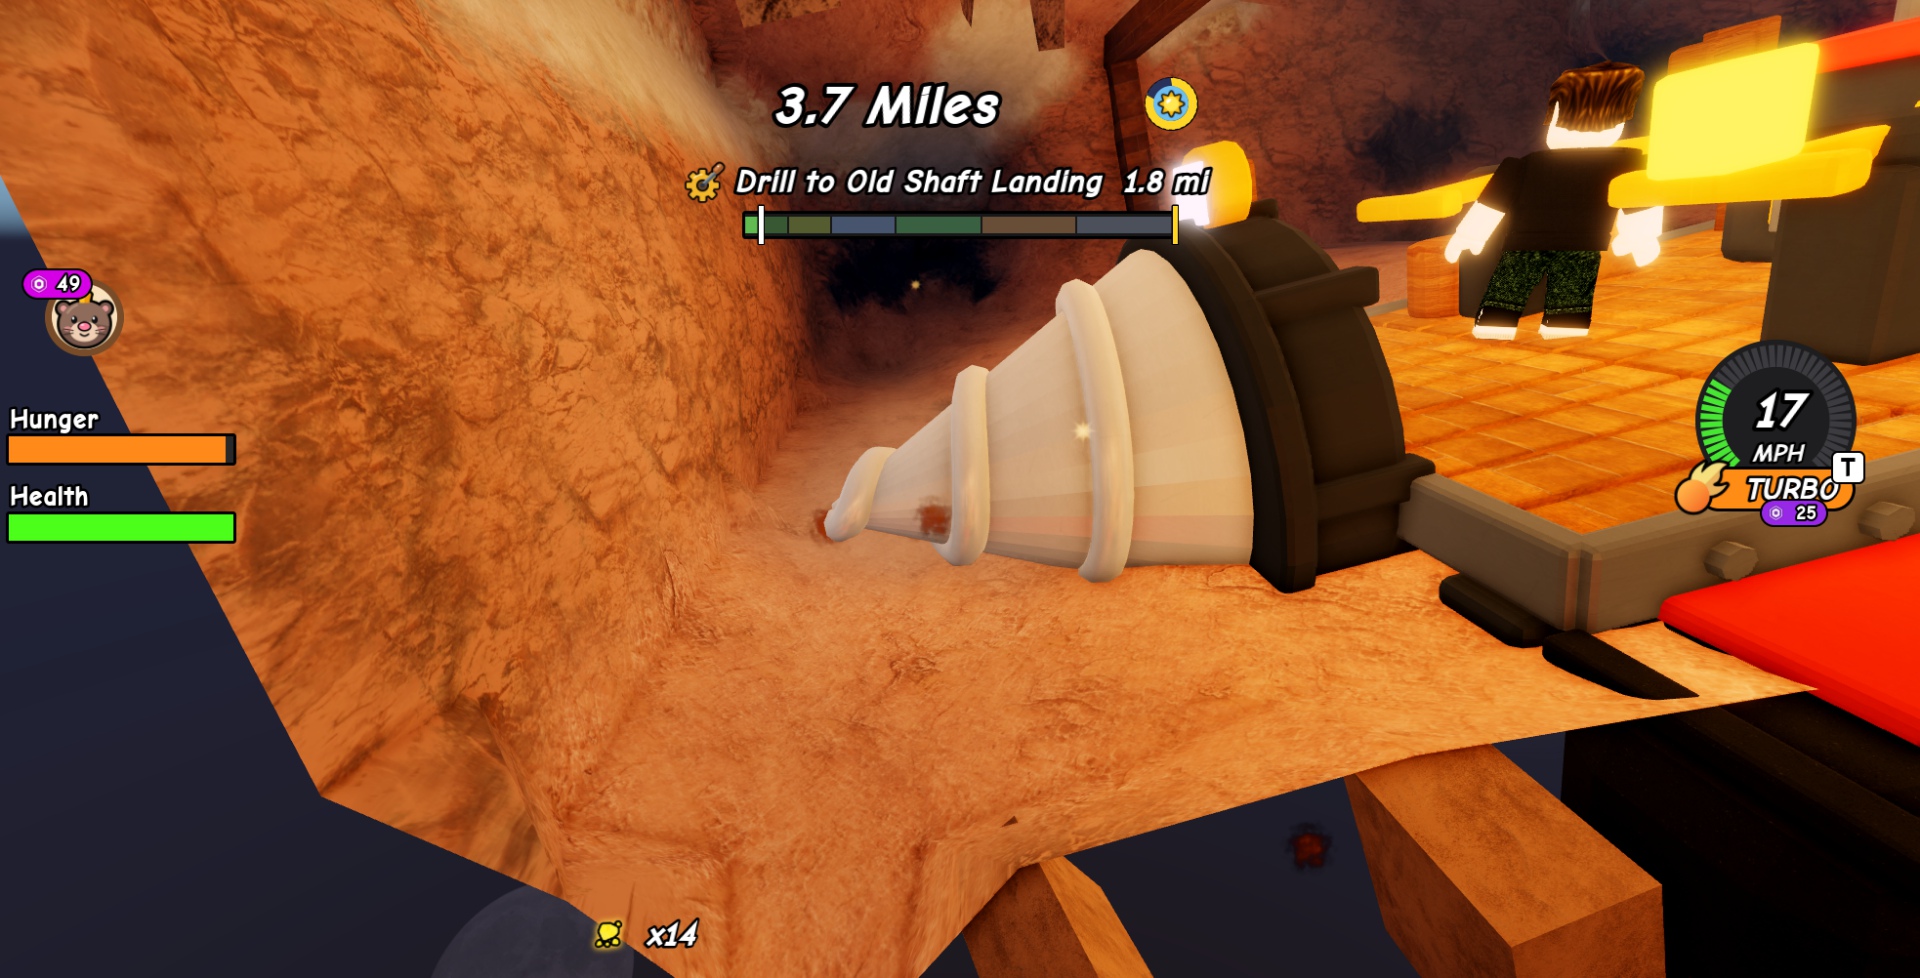 3.7 Miles
Drill to Old Shaft Landing 1.8 mi
49
Hunger
Health
17
MPH
T
TURBO
25
x14